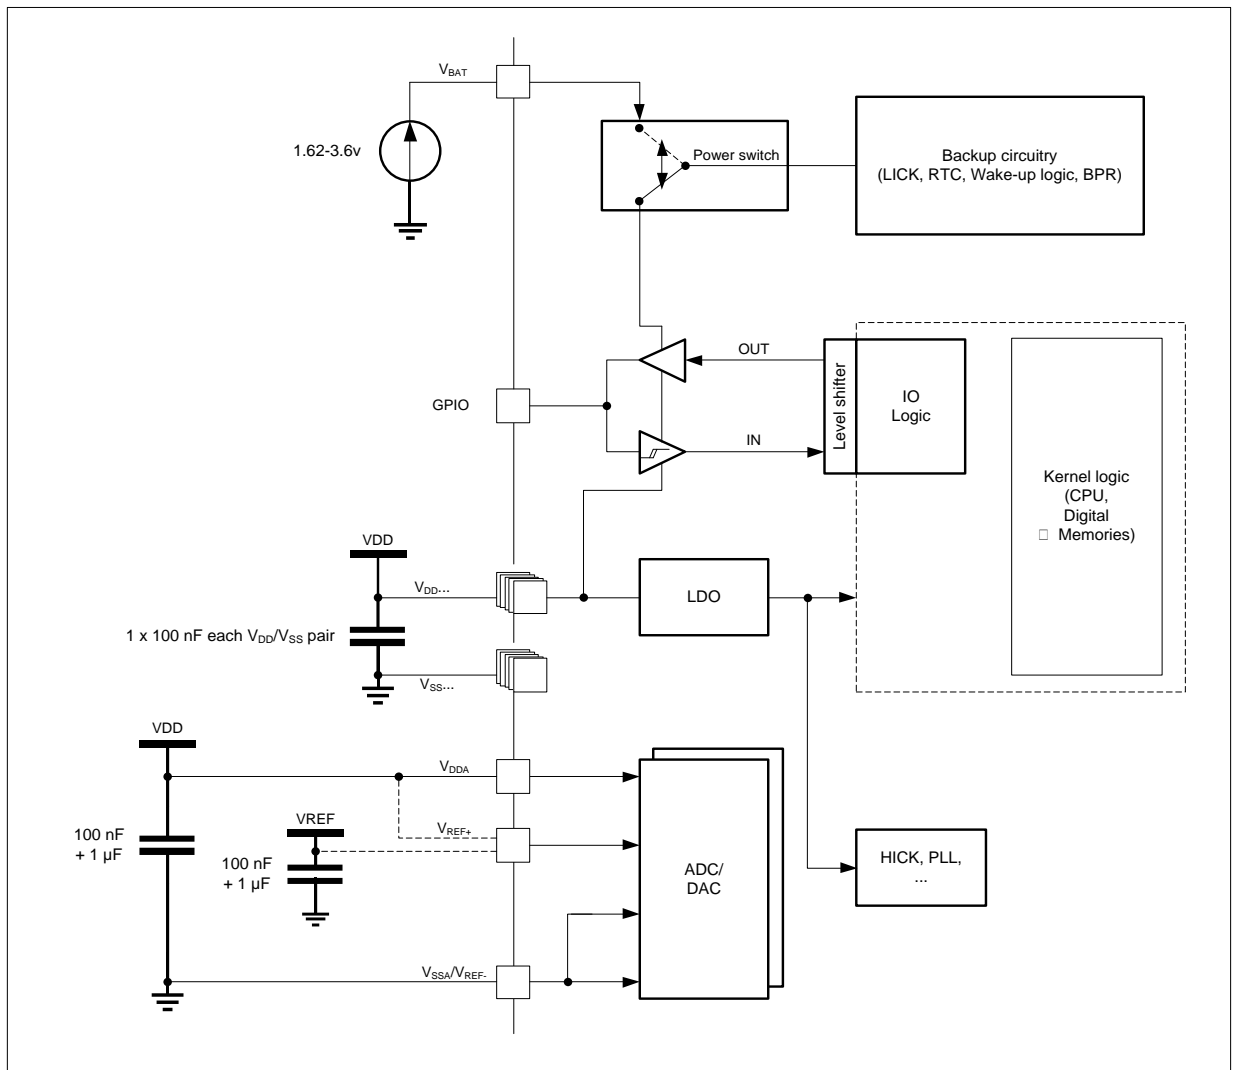 VBAT
1.62-3.6v
Power switch
Backup circuitry
(LICK, RTC, Wake-up logic, BPR)
OUT
GPIO
Level shifter
IO
Logic
IN
Kernel logic
(CPU,
Digital
□ Memories)
VDD
VDD...
LDO
1 x 100 nF each VDD/VSS pair
VSS...
VDD
VDDA
VREF
VREF+
100 nF
+ 1 µF
100 nF
+ 1 µF
ADC/
DAC
HICK, PLL,
...
VSSA/VREF-